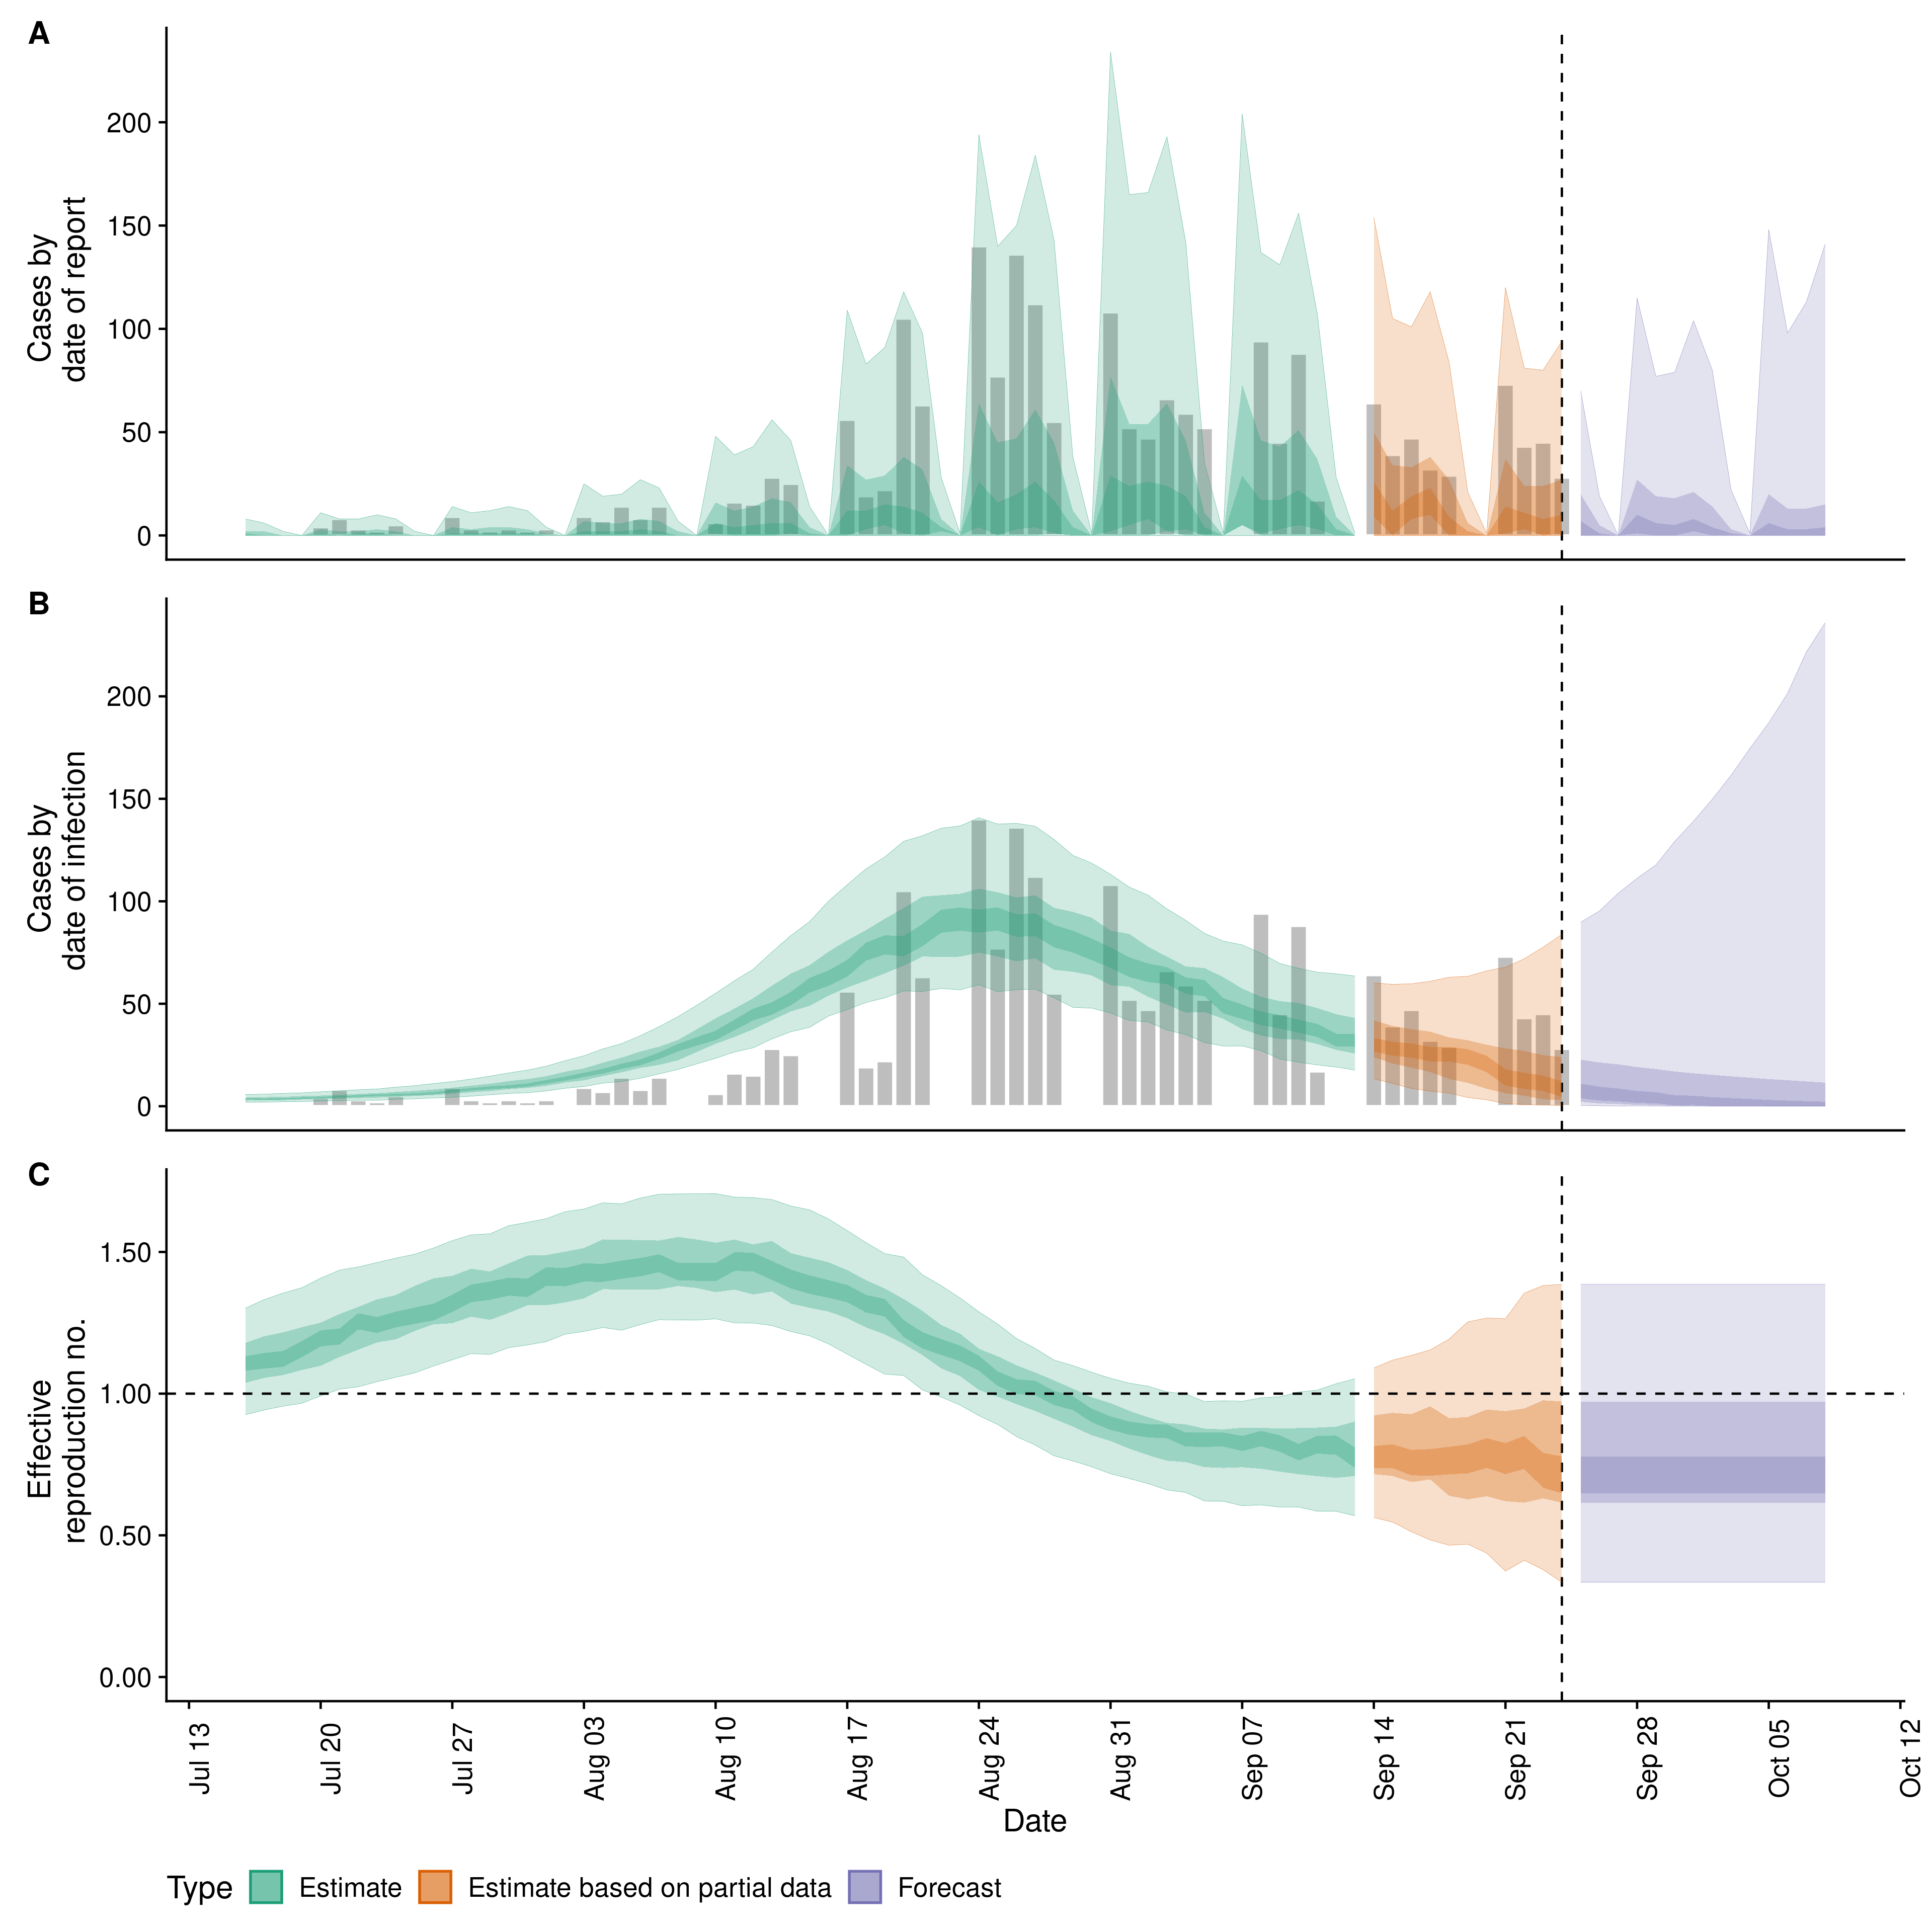 A
Cases by
date of report
200
150
100
50
0
B
Cases by
date of infection
200
150
100
50
0
C
Effective
reproduction no.
1.50
1.00
0.50
0.00
Jul 13
Jul 20
Jul 27
Aug 03
Aug 10
Aug 17
Aug 24
Aug 31
Sep 07
Sep 14
Sep 21
Sep 28
Oct 05
Oct 12
Date
Type Estimate Estimate based on partial data Forecast